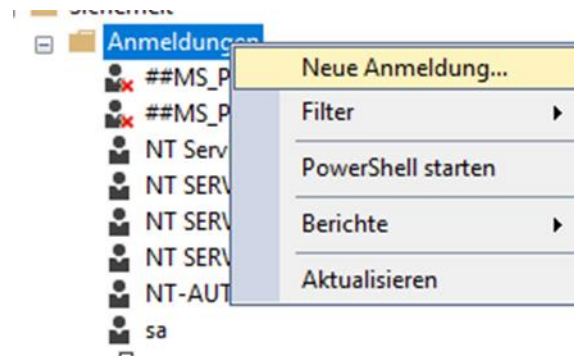 Sicherheit
Anmeldungen
Neue Anmeldung...
##MS_P
Filter
##MS_P
NT Serv
PowerShell starten
NT SERV
NT SERV
Berichte
NT SERV
Aktualisieren
NT-AUT
sa